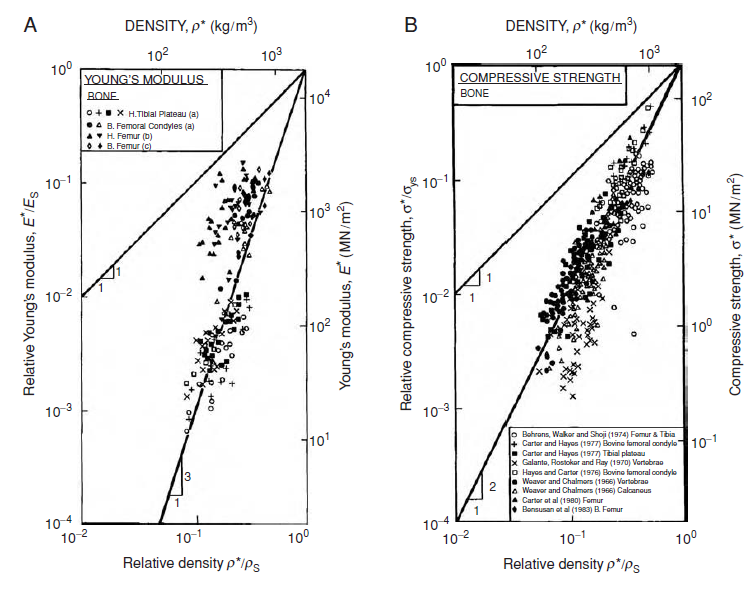 A
DENSITY, ρ* (kg/m³)
10² 10³
10⁰
YOUNG'S MODULUS
BONE
H.Tibial Plateau (a)
B. Femoral Condyles (a)
H. Femur (b)
B. Femur (c)
10⁴
10⁻¹
10³
10⁻²
10²
10⁻³
10¹
10⁻⁴
1
1
3
1
Relative Young's modulus, E*/E_S
Young's modulus, E* (MN/m²)
10⁻² 10⁻¹ 10⁰
Relative density ρ*/ρ_S
B
DENSITY, ρ* (kg/m³)
10² 10³
10⁰
COMPRESSIVE STRENGTH
BONE
10²
10⁻¹
10¹
10⁻²
10⁰
10⁻³
10⁻¹
10⁻⁴
1
1
2
1
Relative compressive strength, σ*/σ_ys
Compressive strength, σ* (MN/m²)
Behrens, Walker and Shoji (1974) Femur & Tibia
Carter and Hayes (1977) Bovine femoral condyle
Carter and Hayes (1977) Tibial plateau
Galante, Rostoker and Ray (1970) Vertebrae
Hayes and Carter (1976) Bovine femoral condyle
Weaver and Chalmers (1966) Vertebrae
Weaver and Chalmers (1966) Calcaneus
Carter et al (1980) Femur
Bensusan et al (1983) B. Femur
10⁻² 10⁻¹ 10⁰
Relative density ρ*/ρ_S